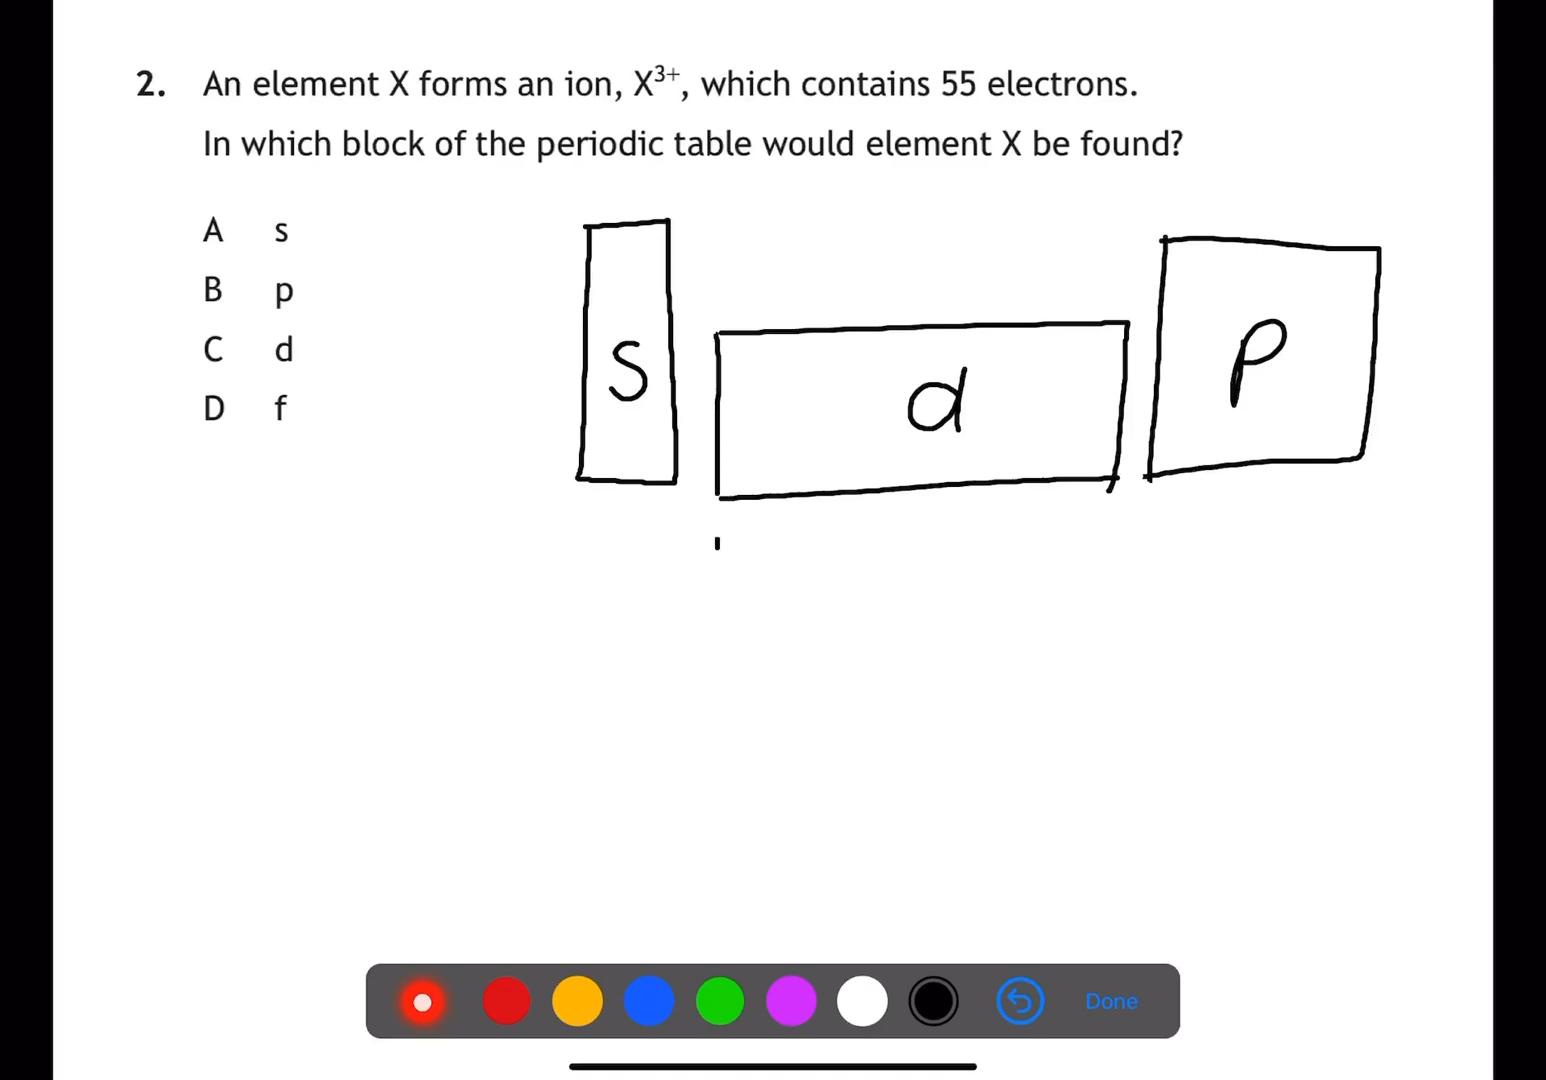 2. An element X forms an ion, X³⁺, which contains 55 electrons.
In which block of the periodic table would element X be found?
A s
B p
C d
D f
s
d
p
Done